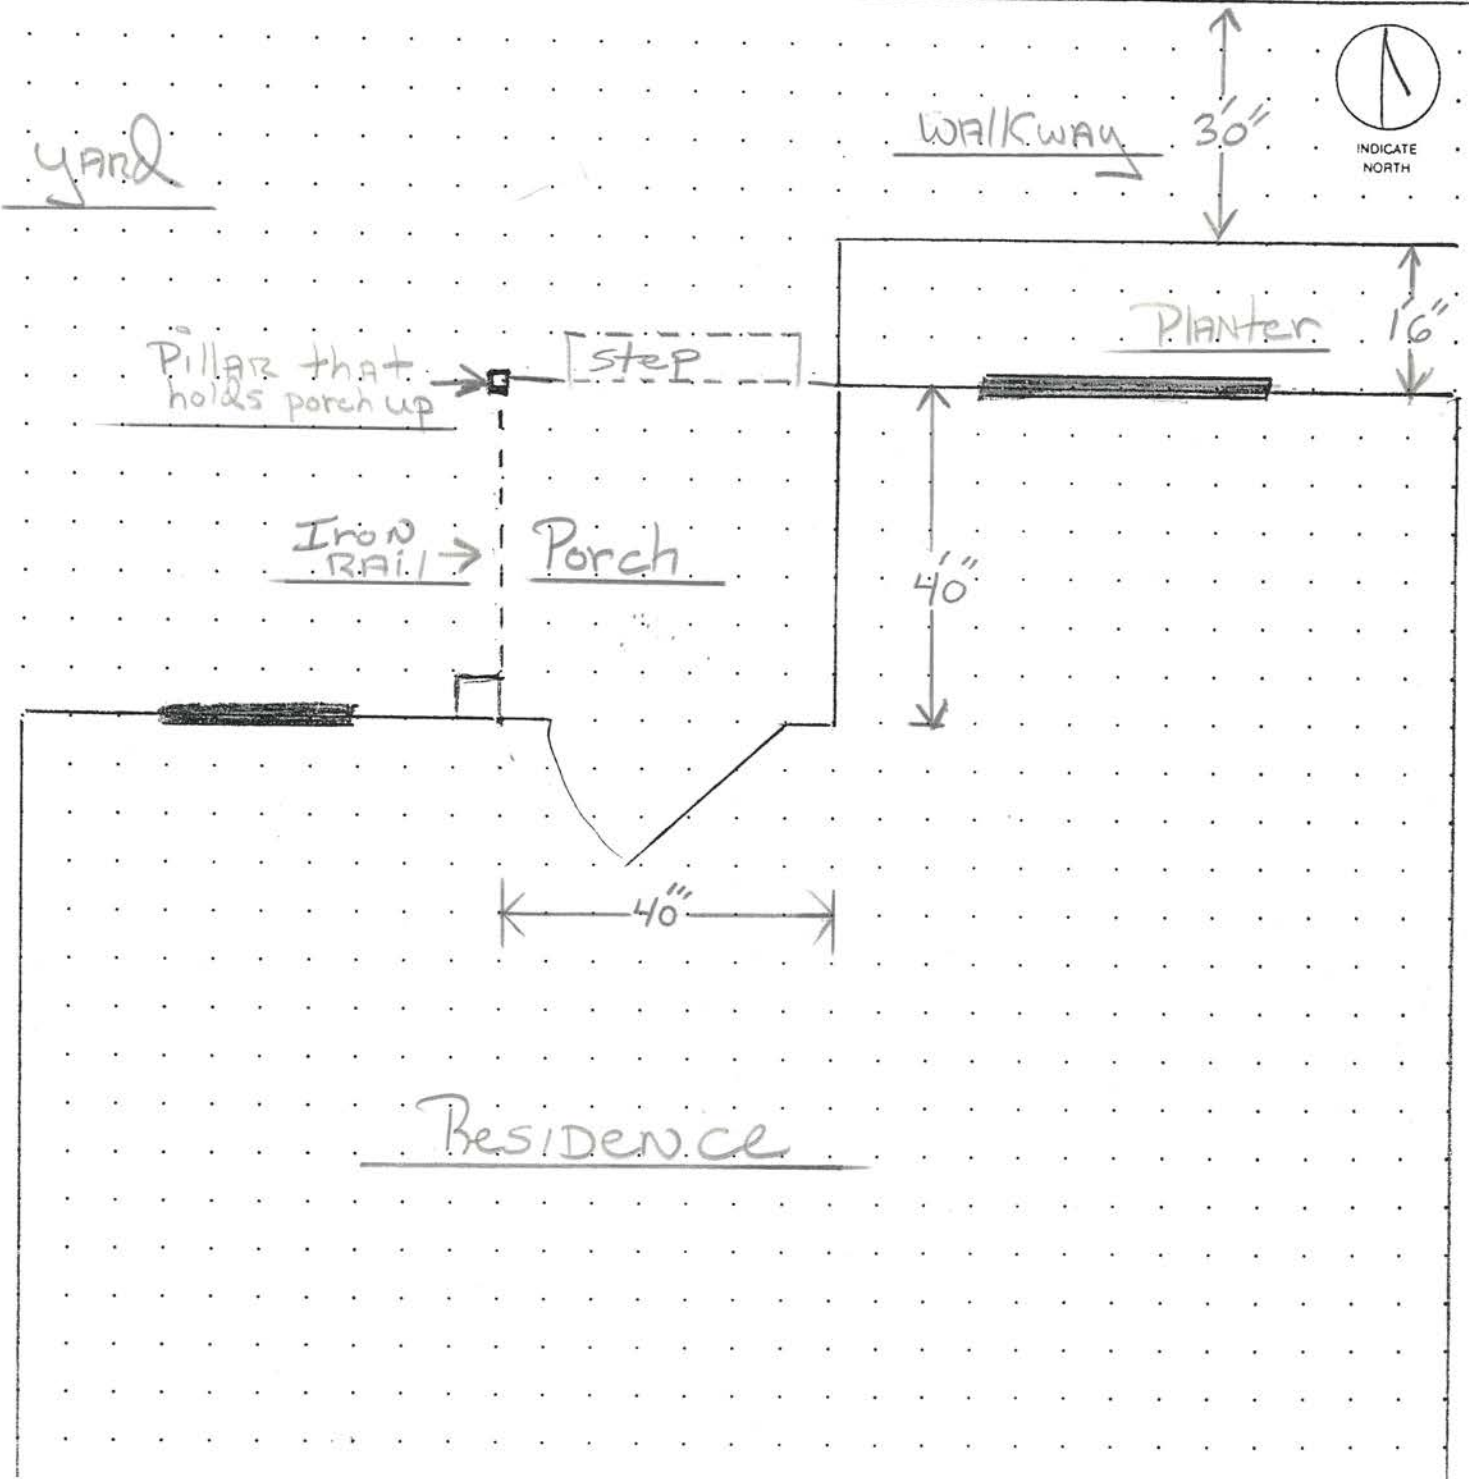 yARD
WAlKwAy
3'0"
INDICATE
NORTH
PlANter
1'6"
PillAR that
holds porch up
step
IroN
RAil
Porch
4'0"
4'0"
ResIDeNce